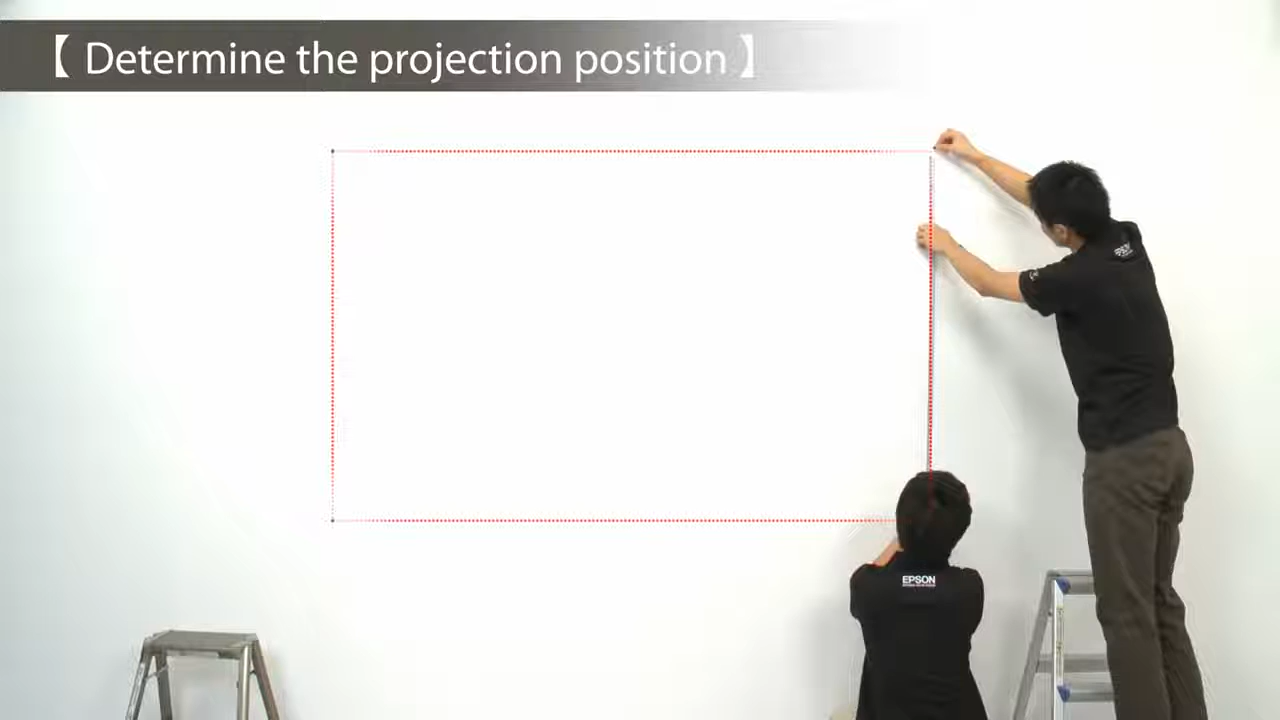 【 Determine the projection position 】
EPSON